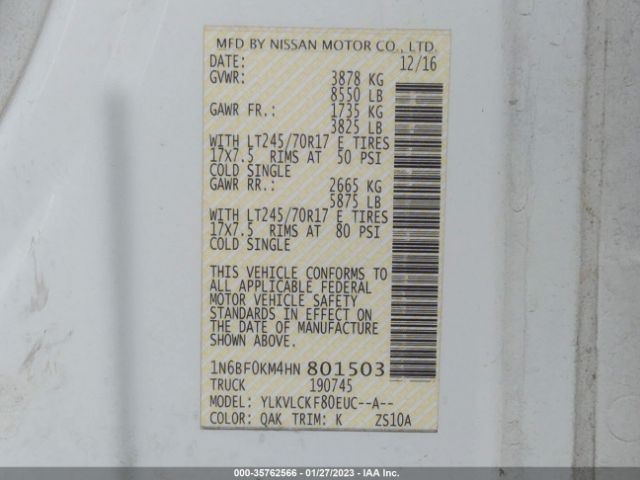 MFD BY NISSAN MOTOR CO., LTD.
DATE: 12/16
GVWR: 3878 KG
8550 LB
GAWR FR.: 1735 KG
3825 LB
WITH LT245/70R17 E TIRES
17X7.5 RIMS AT 50 PSI
COLD SINGLE
GAWR RR.: 2665 KG
5875 LB
WITH LT245/70R17 E TIRES
17X7.5 RIMS AT 80 PSI
COLD SINGLE
THIS VEHICLE CONFORMS TO
ALL APPLICABLE FEDERAL
MOTOR VEHICLE SAFETY
STANDARDS IN EFFECT ON
THE DATE OF MANUFACTURE
SHOWN ABOVE.
1N6BF0KM4HN801503
TRUCK 190745
MODEL: YLKVLCKF80EUC--A--
COLOR: QAK TRIM: K ZS10A
000-35762566 - 01/27/2023 - IAA Inc.